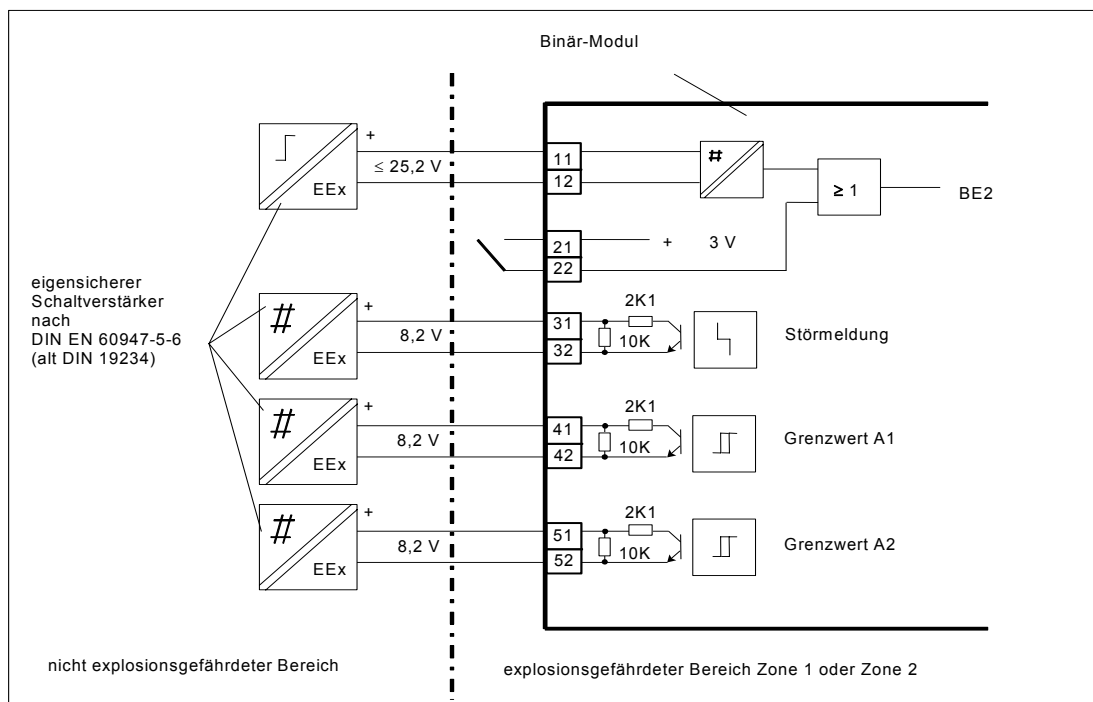 Binär-Modul
+
≤ 25,2 V
EEx
11
12
#
≥ 1
BE2
21
22
+ 3 V
eigensicherer
Schaltverstärker
nach
DIN EN 60947-5-6
(alt DIN 19234)
#
EEx
+
8,2 V
31
32
2K1
10K
Störmeldung
#
EEx
+
8,2 V
41
42
2K1
10K
Grenzwert A1
#
EEx
+
8,2 V
51
52
2K1
10K
Grenzwert A2
nicht explosionsgefährdeter Bereich
explosionsgefährdeter Bereich Zone 1 oder Zone 2